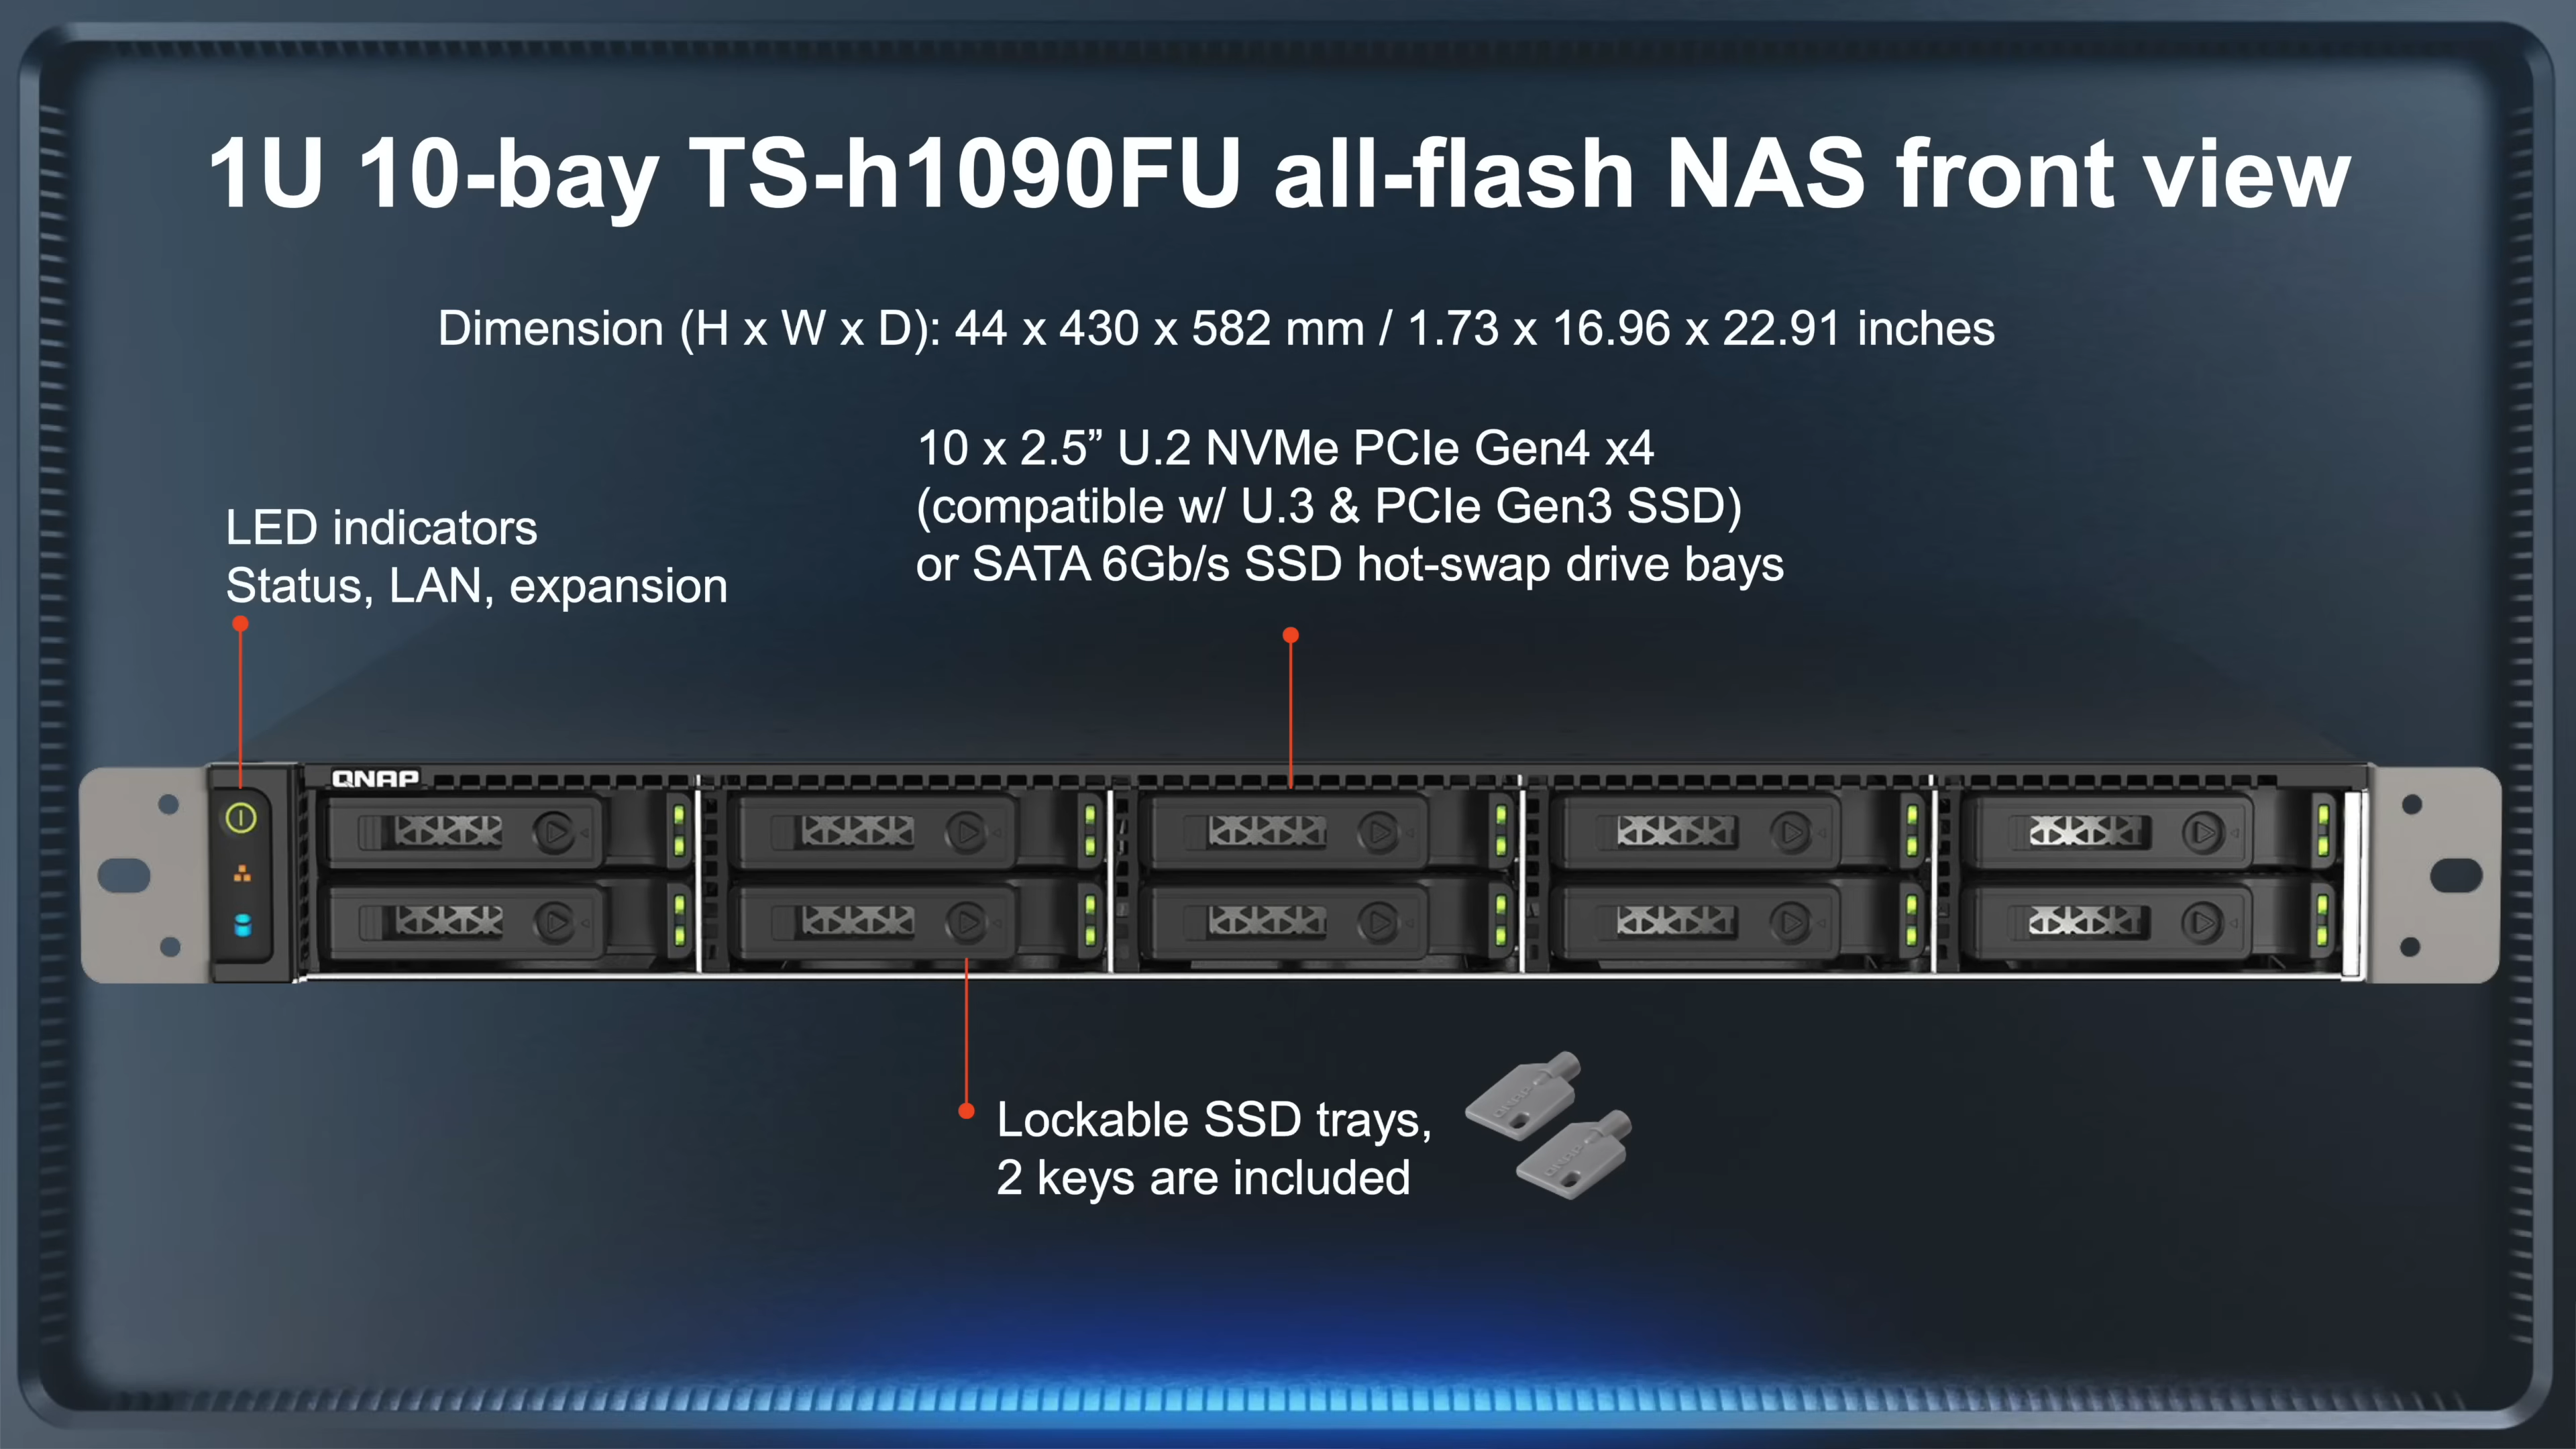 1U 10-bay TS-h1090FU all-flash NAS front view
Dimension (H x W x D): 44 x 430 x 582 mm / 1.73 x 16.96 x 22.91 inches
10 x 2.5” U.2 NVMe PCIe Gen4 x4
(compatible w/ U.3 & PCIe Gen3 SSD)
or SATA 6Gb/s SSD hot-swap drive bays
LED indicators
Status, LAN, expansion
QNAP
Lockable SSD trays,
2 keys are included
QNAP
QNAP